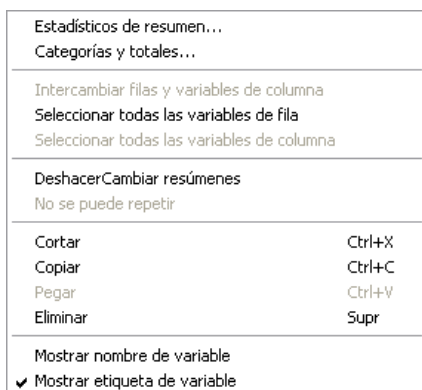 Estadísticos de resumen...
Categorías y totales...
Intercambiar filas y variables de columna
Seleccionar todas las variables de fila
Seleccionar todas las variables de columna
DeshacerCambiar resúmenes
No se puede repetir
Cortar Ctrl+X
Copiar Ctrl+C
Pegar Ctrl+V
Eliminar Supr
Mostrar nombre de variable
✓ Mostrar etiqueta de variable